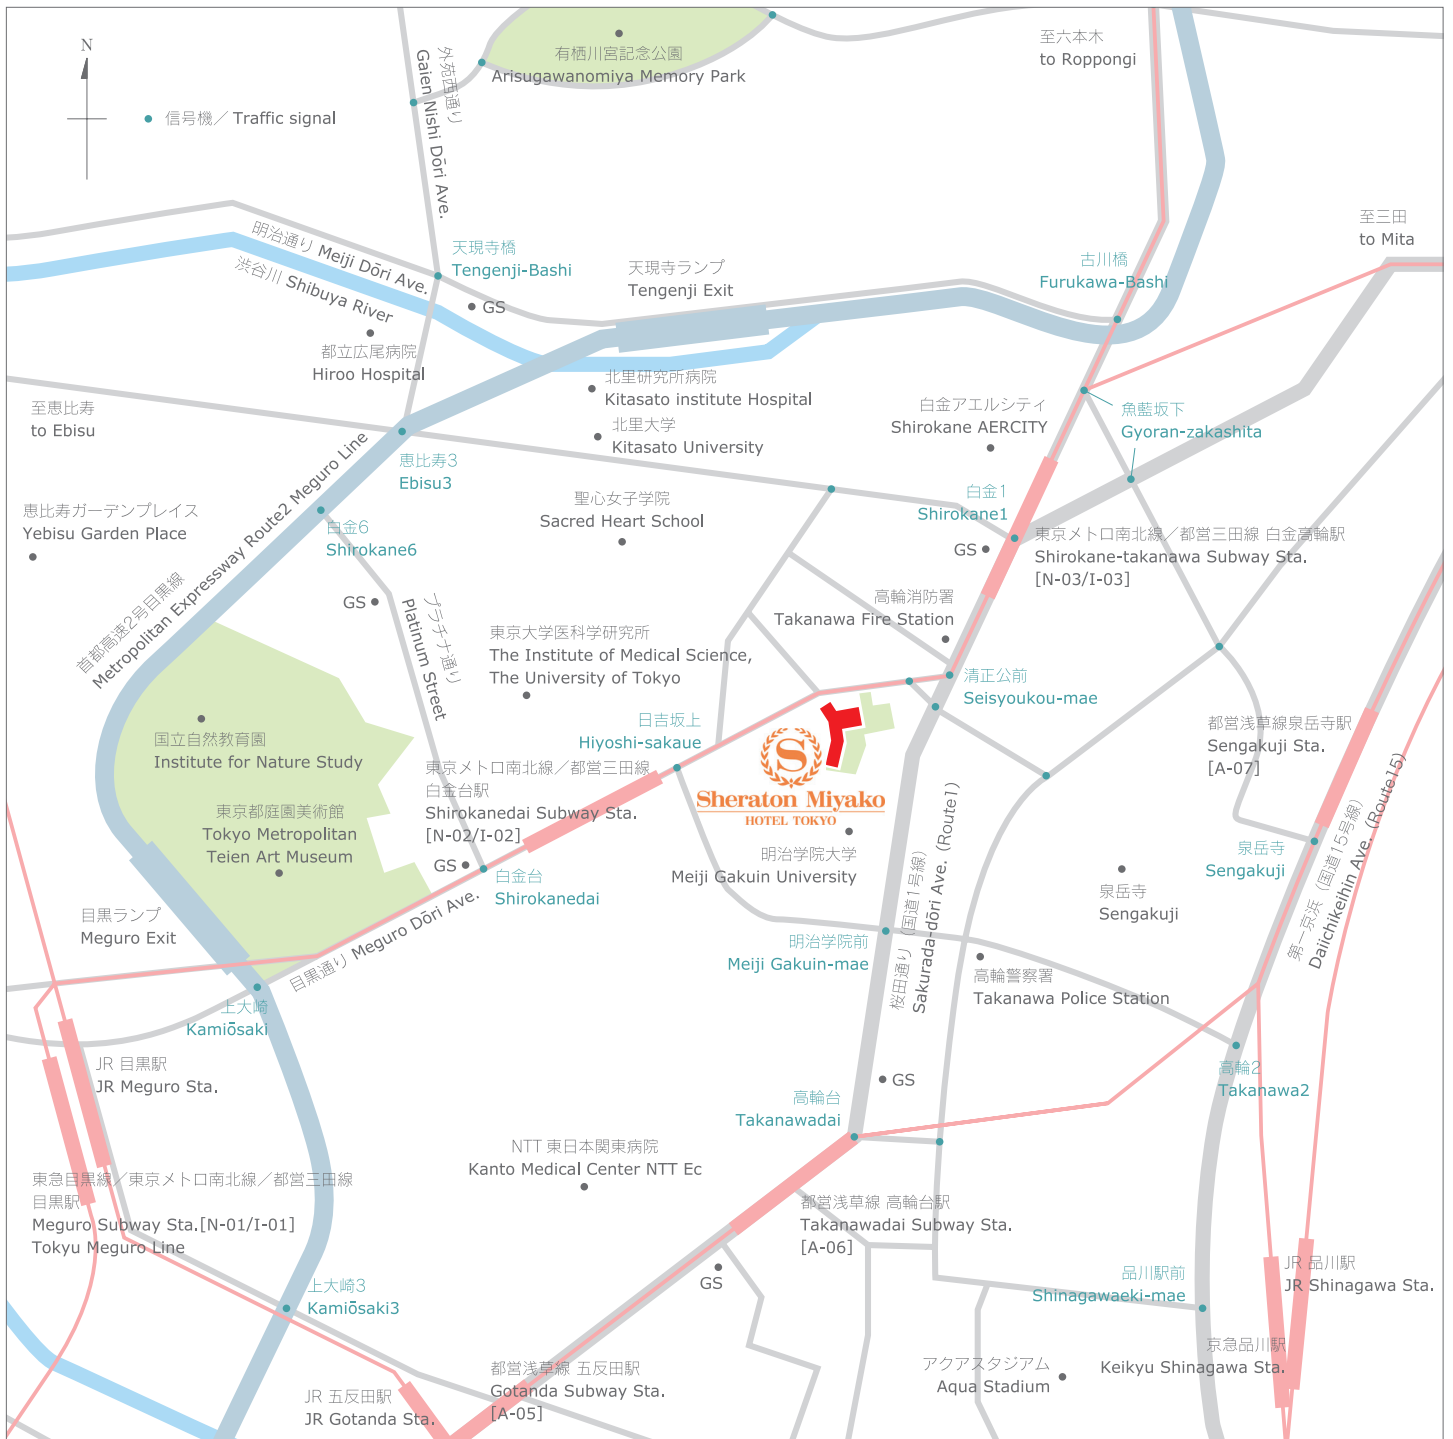 N
信号機／Traffic signal
外苑西通り
Gaien Nishi Dōri Ave.
有栖川宮記念公園
Arisugawanomiya Memory Park
至六本木
to Roppongi
明治通り Meiji Dōri Ave.
渋谷川 Shibuya River
天現寺橋
Tengenji-Bashi
GS
天現寺ランプ
Tengenji Exit
古川橋
Furukawa-Bashi
至三田
to Mita
都立広尾病院
Hiroo Hospital
至恵比寿
to Ebisu
北里研究所病院
Kitasato institute Hospital
北里大学
Kitasato University
白金アエルシティ
Shirokane AERCITY
魚藍坂下
Gyoran-zakashita
恵比寿3
Ebisu3
恵比寿ガーデンプレイス
Yebisu Garden Place
白金6
Shirokane6
聖心女子学院
Sacred Heart School
白金1
Shirokane1
GS
東京メトロ南北線／都営三田線 白金高輪駅
Shirokane-takanawa Subway Sta.
[N-03/I-03]
首都高速2号目黒線
Metropolitan Expressway Route2 Meguro Line
GS
プラチナ通り
Platinum Street
東京大学医科学研究所
The Institute of Medical Science,
The University of Tokyo
高輪消防署
Takanawa Fire Station
清正公前
Seisyoukou-mae
国立自然教育園
Institute for Nature Study
日吉坂上
Hiyoshi-sakaue
S
Sheraton Miyako
HOTEL TOKYO
都営浅草線泉岳寺駅
Sengakuji Sta.
[A-07]
東京メトロ南北線／都営三田線
白金台駅
Shirokanedai Subway Sta.
[N-02/I-02]
東京都庭園美術館
Tokyo Metropolitan
Teien Art Museum
GS
白金台
Shirokanedai
明治学院大学
Meiji Gakuin University
桜田通り（国道1号線）
Sakurada-dōri Ave. (Route1)
泉岳寺
Sengakuji
泉岳寺
Sengakuji
第一京浜（国道15号線）
Daiichikeihin Ave. (Route15)
目黒ランプ
Meguro Exit
目黒通り Meguro Dōri Ave.
明治学院前
Meiji Gakuin-mae
高輪警察署
Takanawa Police Station
上大崎
Kamiōsaki
JR 目黒駅
JR Meguro Sta.
高輪2
Takanawa2
GS
高輪台
Takanawadai
NTT 東日本関東病院
Kanto Medical Center NTT Ec
東急目黒線／東京メトロ南北線／都営三田線
目黒駅
Meguro Subway Sta.[N-01/I-01]
Tokyu Meguro Line
都営浅草線 高輪台駅
Takanawadai Subway Sta.
[A-06]
GS
上大崎3
Kamiōsaki3
品川駅前
Shinagawaeki-mae
JR 品川駅
JR Shinagawa Sta.
京急品川駅
Keikyu Shinagawa Sta.
アクアスタジアム
Aqua Stadium
都営浅草線 五反田駅
Gotanda Subway Sta.
[A-05]
JR 五反田駅
JR Gotanda Sta.